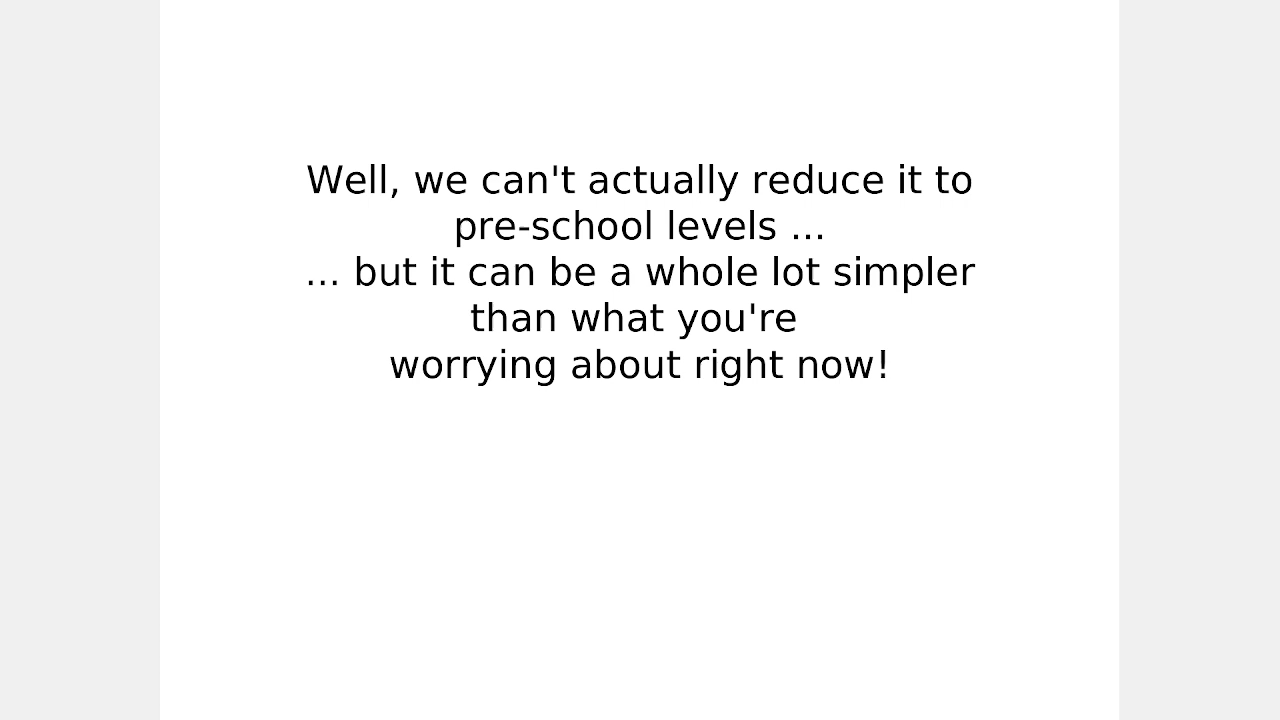 Well, we can't actually reduce it to
pre-school levels ...
... but it can be a whole lot simpler
than what you're
worrying about right now!